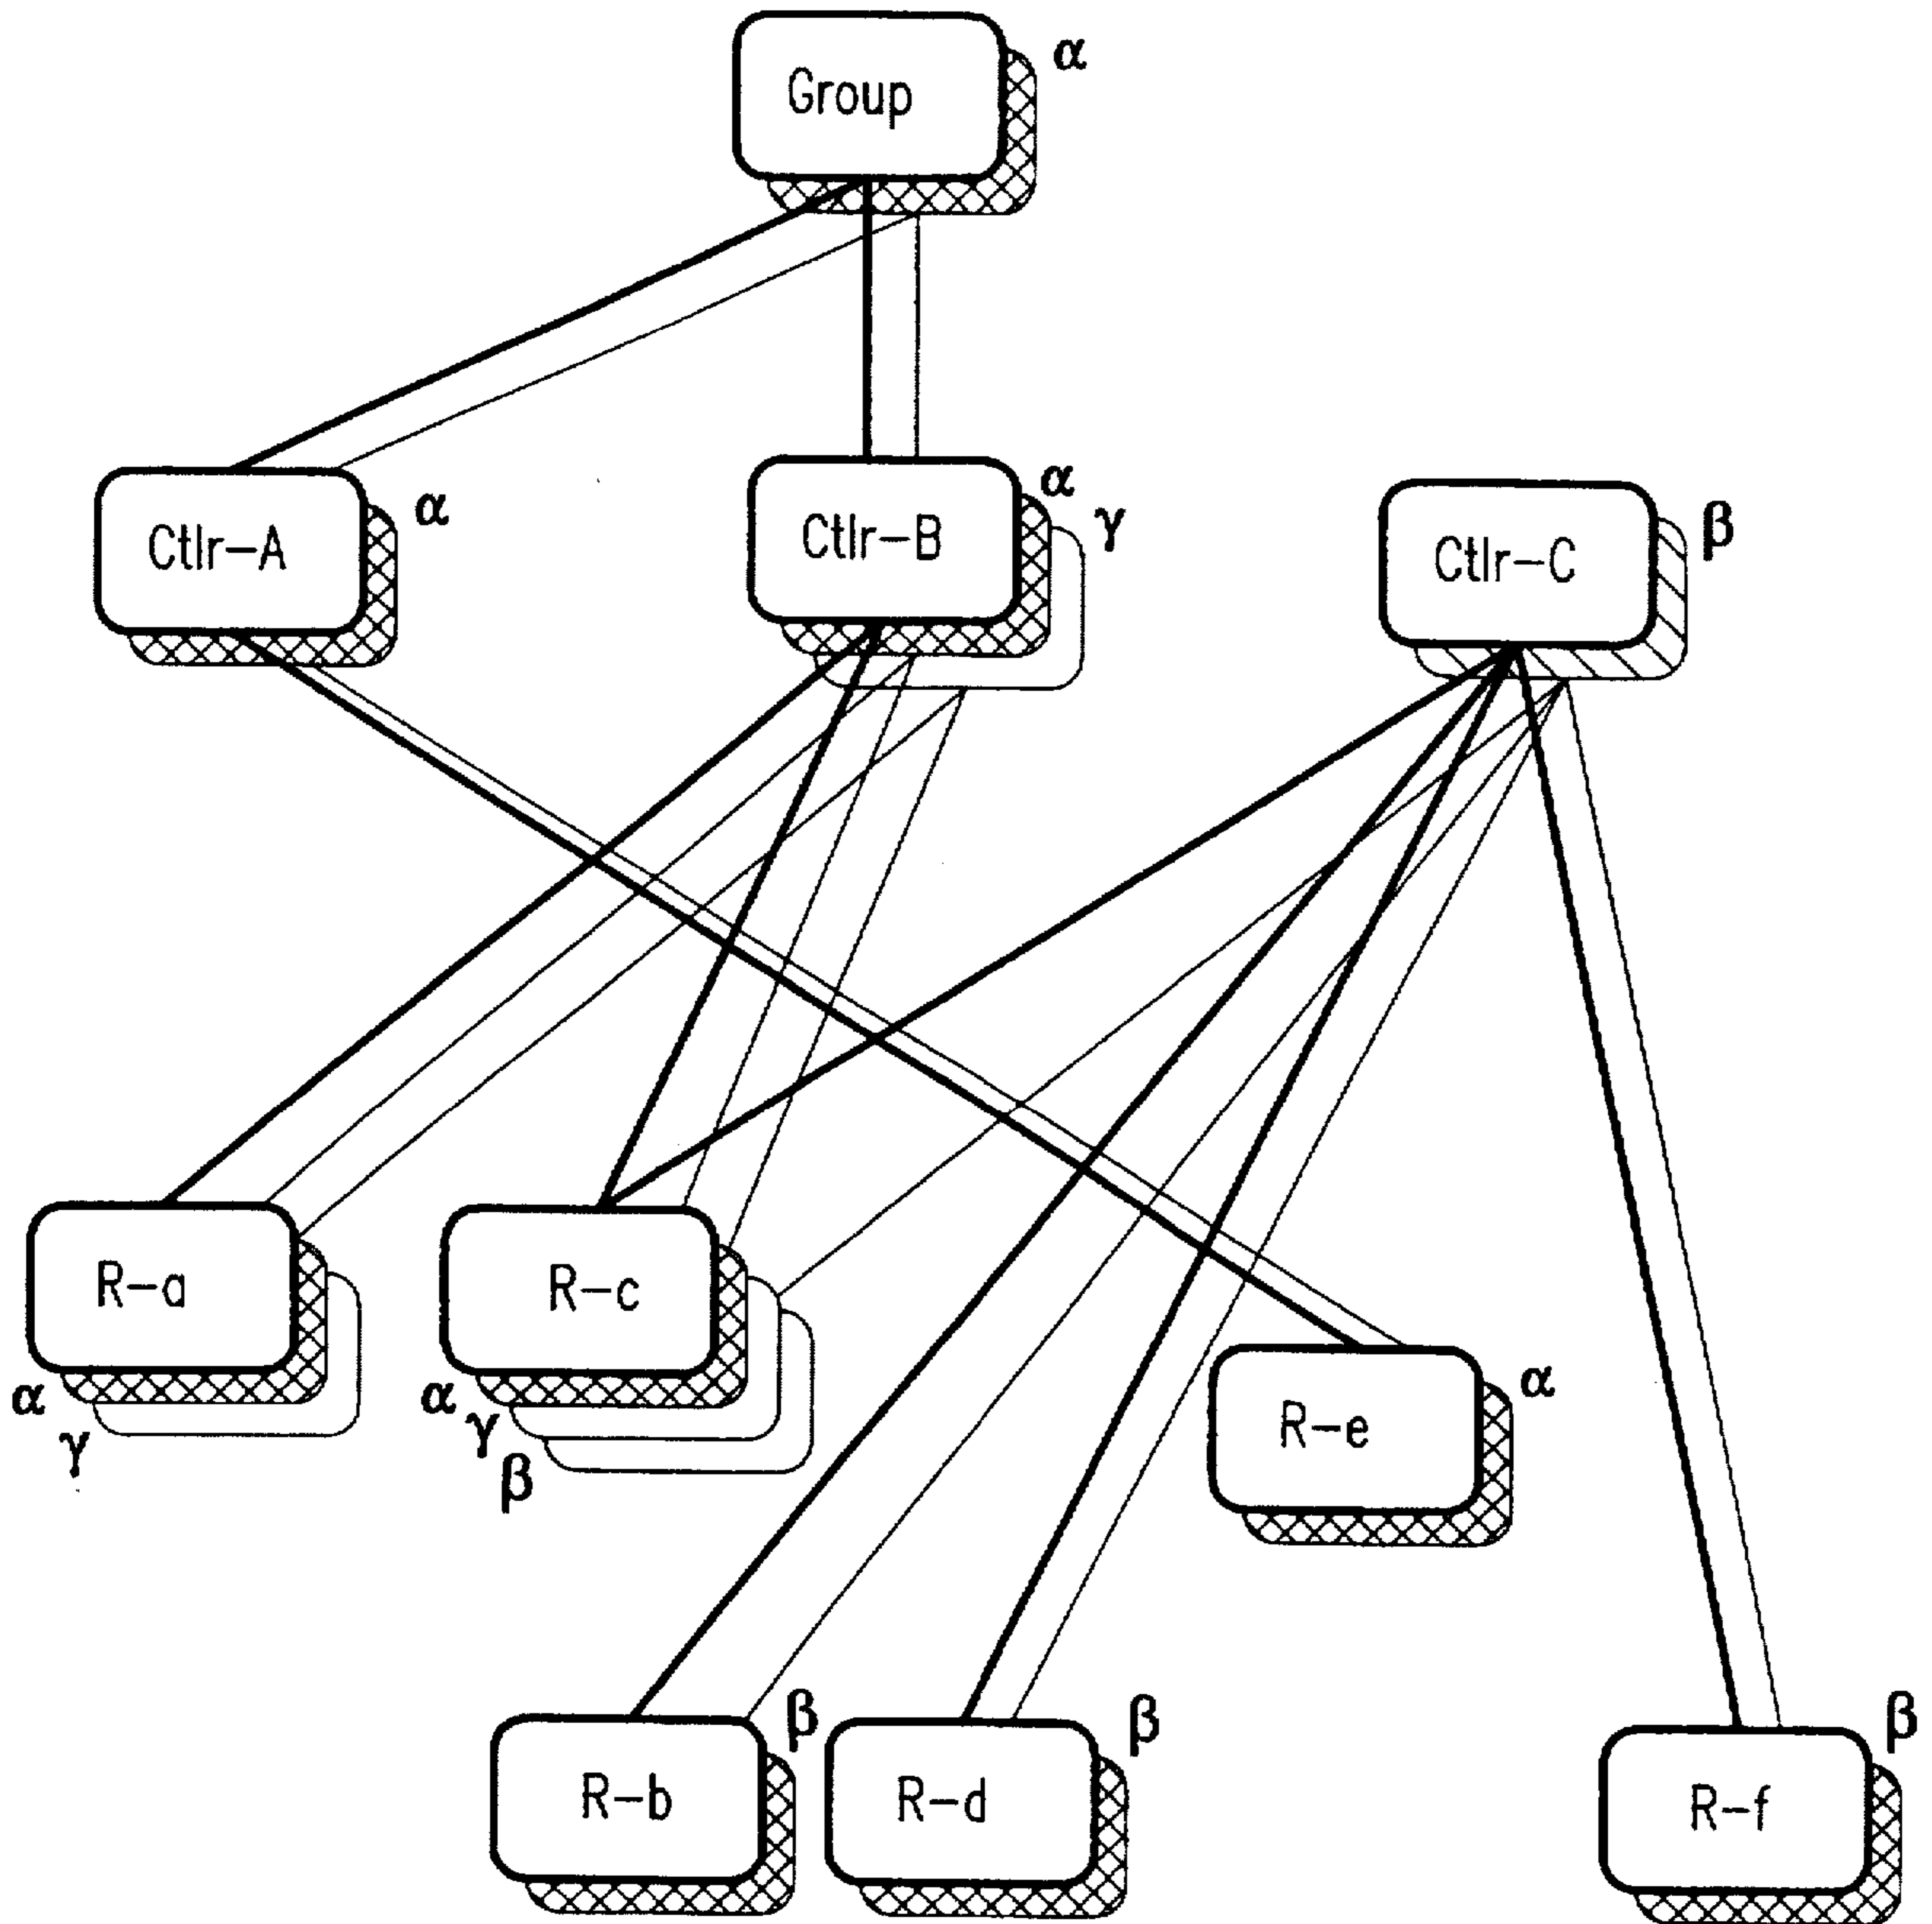 Group
α
Ctlr-A
α
Ctlr-B
α
γ
Ctlr-C
β
R-a
α
γ
R-c
α
γ
β
R-e
α
R-b
β
R-d
β
R-f
β